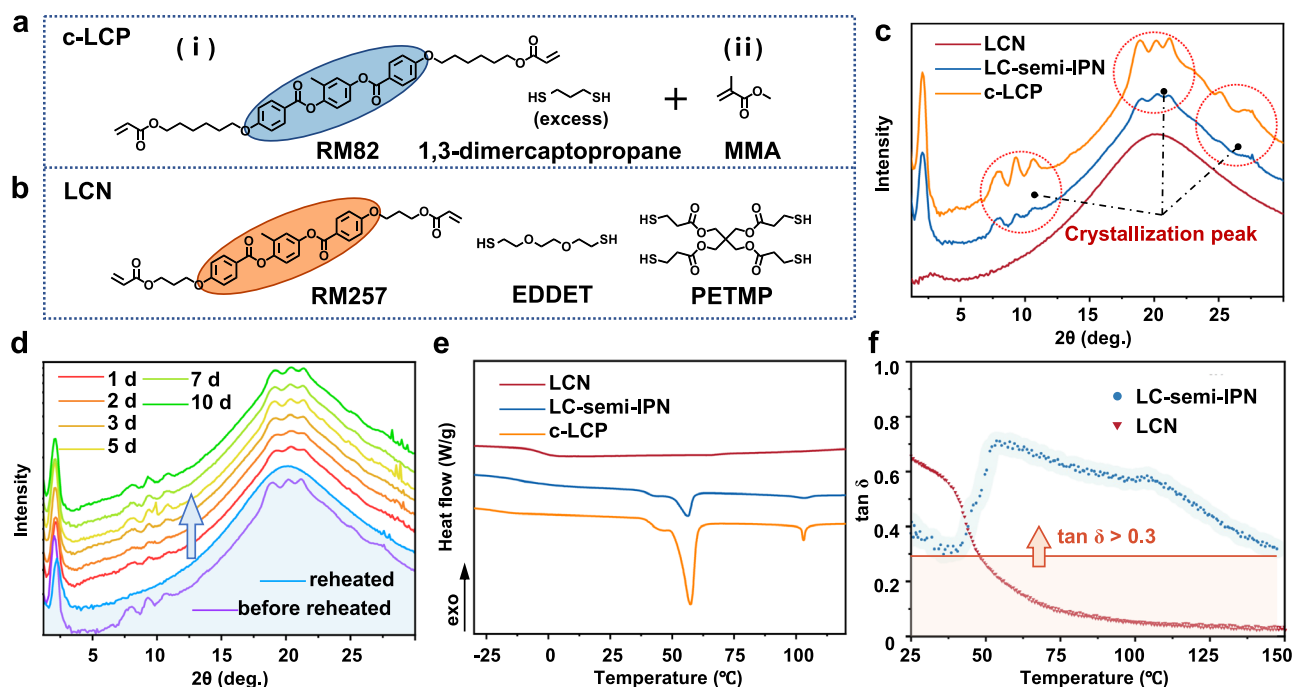 a
c-LCP
(i)
(ii)
O
O
O
O
O
O
O
O
O
O
HS
SH
(excess)
+
O
O
RM82
1,3-dimercaptopropane
MMA
b
LCN
O
O
O
O
O
O
O
O
O
O
HS
O
O
SH
HS
O
O
SH
O
O
O
O
HS
O
O
SH
RM257
EDDET
PETMP
c
LCN
LC-semi-IPN
c-LCP
Crystallization peak
Intensity
5
10
15
20
25
2θ (deg.)
d
1 d
7 d
2 d
10 d
3 d
5 d
reheated
before reheated
Intensity
5
10
15
20
25
2θ (deg.)
e
LCN
LC-semi-IPN
c-LCP
Heat flow (W/g)
exo
-25
0
25
50
75
100
Temperature (℃)
f
LC-semi-IPN
LCN
tan δ > 0.3
tan δ
1.0
0.8
0.6
0.4
0.2
0
25
50
75
100
125
150
Temperature (℃)